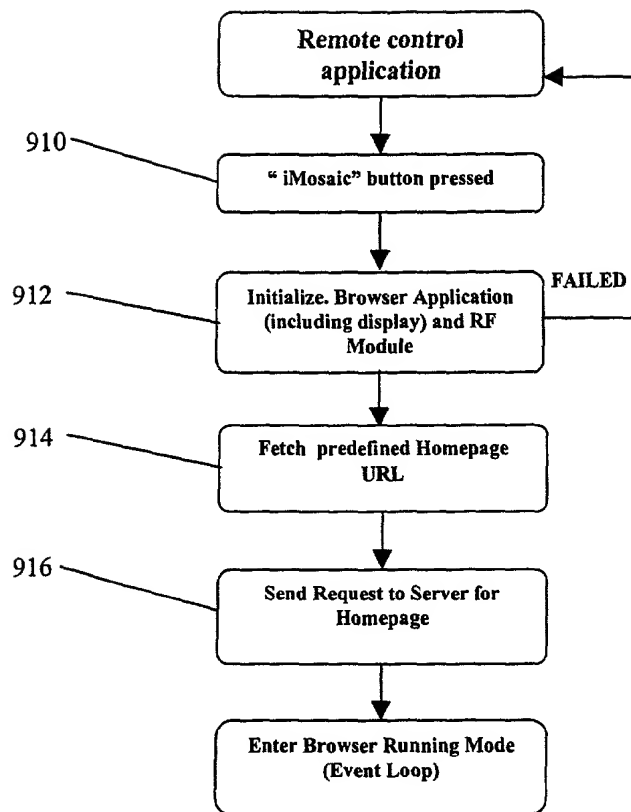 Remote control
application
910
“ iMosaic” button pressed
912
Initialize. Browser Application
(including display) and RF
Module
FAILED
914
Fetch predefined Homepage
URL
916
Send Request to Server for
Homepage
Enter Browser Running Mode
(Event Loop)